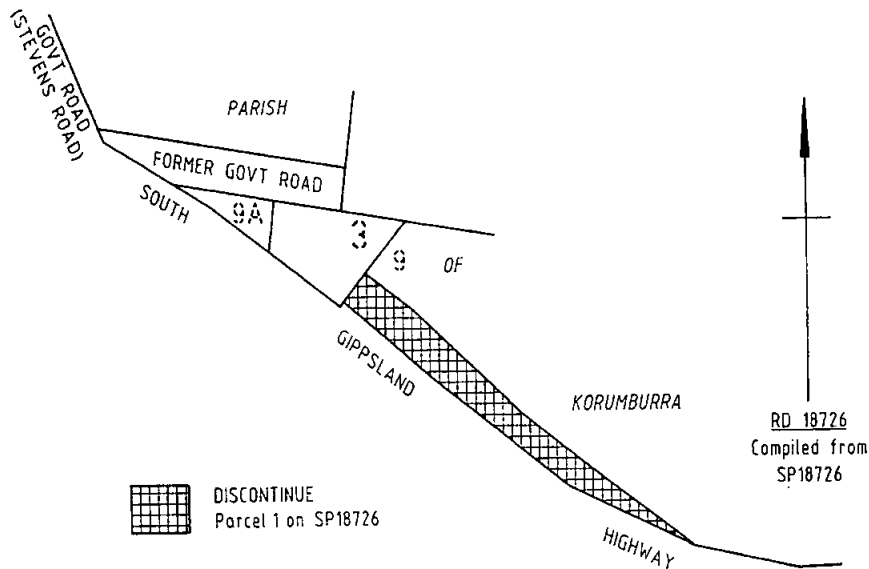 GOVT ROAD
(STEVENS ROAD)
PARISH
FORMER GOVT ROAD
SOUTH
9A
3
9
OF
GIPPSLAND
KORUMBURRA
RD 18726
Compiled from
SP18726
DISCONTINUE
Parcel 1 on SP18726
HIGHWAY